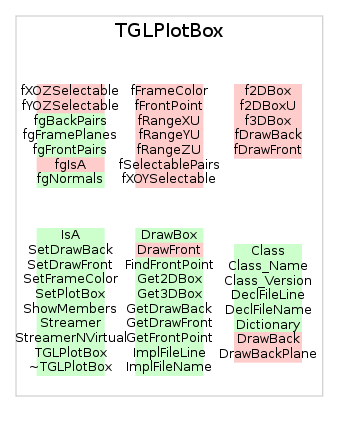 TGLPlotBox
fXOZSelectable
fYOZSelectable
fgBackPairs
fgFramePlanes
fgFrontPairs
fgIsA
fgNormals
fFrameColor
fFrontPoint
fRangeXU
fRangeYU
fRangeZU
fSelectablePairs
fXOYSelectable
f2DBox
f2DBoxU
f3DBox
fDrawBack
fDrawFront
IsA
SetDrawBack
SetDrawFront
SetFrameColor
SetPlotBox
ShowMembers
Streamer
StreamerNVirtual
TGLPlotBox
~TGLPlotBox
DrawBox
DrawFront
FindFrontPoint
Get2DBox
Get3DBox
GetDrawBack
GetDrawFront
GetFrontPoint
ImplFileLine
ImplFileName
Class
Class_Name
Class_Version
DeclFileLine
DeclFileName
Dictionary
DrawBack
DrawBackPlane